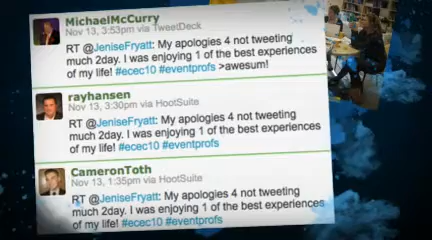 MichaelMcCurry
Nov 13, 3:53pm via TweetDeck
RT @JeniseFryatt: My apologies 4 not tweeting
much 2day. I was enjoying 1 of the best experiences
of my life! #ecec10 #eventprofs >awesum!
rayhansen
Nov 13, 3:30pm via HootSuite
RT @JeniseFryatt: My apologies 4 not tweeting
much 2day. I was enjoying 1 of the best experiences
of my life! #ecec10 #eventprofs
CameronToth
Nov 13, 1:35pm via HootSuite
RT @JeniseFryatt: My apologies 4 not tweeting
much 2day. I was enjoying 1 of the best experiences
of my life! #ecec10 #eventprofs